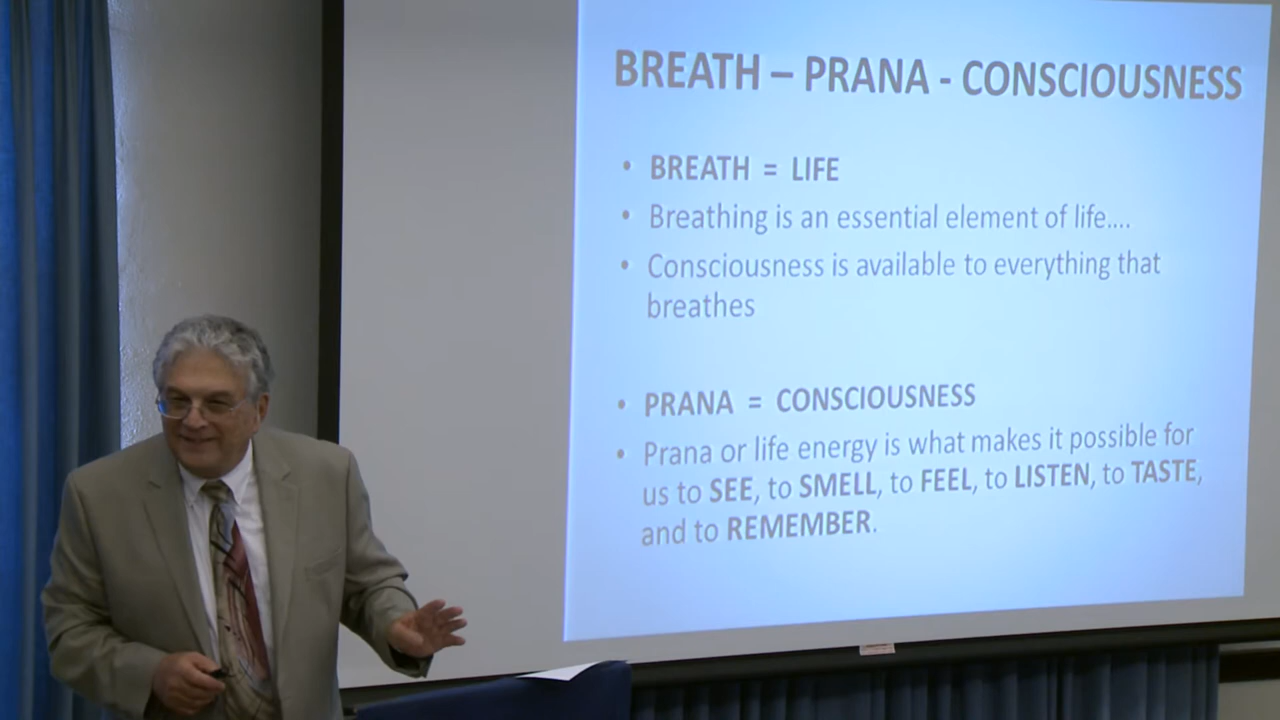 BREATH – PRANA - CONSCIOUSNESS
• BREATH = LIFE
• Breathing is an essential element of life....
• Consciousness is available to everything that
breathes
• PRANA = CONSCIOUSNESS
• Prana or life energy is what makes it possible for
us to SEE, to SMELL, to FEEL, to LISTEN, to TASTE,
and to REMEMBER.